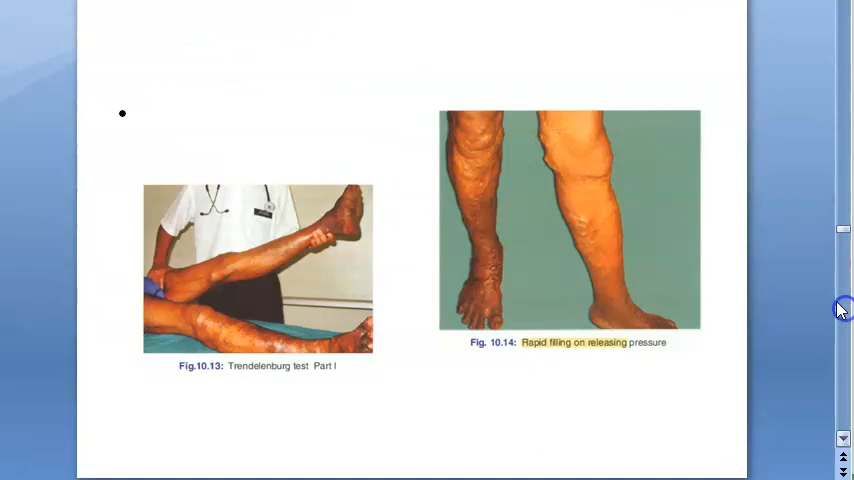 Fig.10.13: Trendelenburg test Part I
Fig. 10.14: Rapid filling on releasing pressure